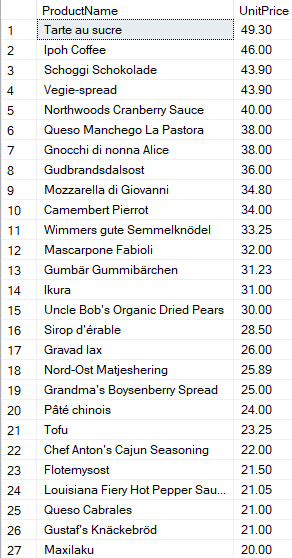 ProductName UnitPrice
1 Tarte au sucre 49.30
2 Ipoh Coffee 46.00
3 Schoggi Schokolade 43.90
4 Vegie-spread 43.90
5 Northwoods Cranberry Sauce 40.00
6 Queso Manchego La Pastora 38.00
7 Gnocchi di nonna Alice 38.00
8 Gudbrandsdalsost 36.00
9 Mozzarella di Giovanni 34.80
10 Camembert Pierrot 34.00
11 Wimmers gute Semmelknödel 33.25
12 Mascarpone Fabioli 32.00
13 Gumbär Gummibärchen 31.23
14 Ikura 31.00
15 Uncle Bob's Organic Dried Pears 30.00
16 Sirop d'érable 28.50
17 Gravad lax 26.00
18 Nord-Ost Matjeshering 25.89
19 Grandma's Boysenberry Spread 25.00
20 Pâté chinois 24.00
21 Tofu 23.25
22 Chef Anton's Cajun Seasoning 22.00
23 Flotemysost 21.50
24 Louisiana Fiery Hot Pepper Sau... 21.05
25 Queso Cabrales 21.00
26 Gustaf's Knäckebröd 21.00
27 Maxilaku 20.00